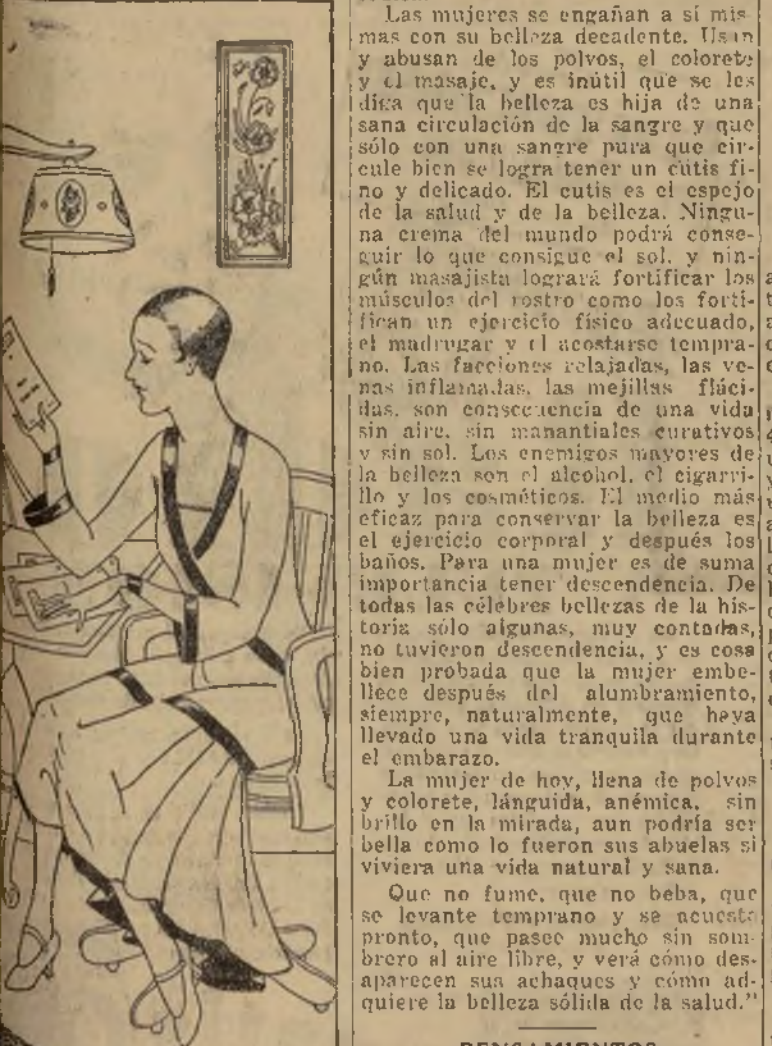 Las mujeres se engañan a sí mis-
mas con su belleza decadente. Usan
y abusan de los polvos, el colorete
y el masaje, y es inútil que se les
diga que la belleza es hija de una
sana circulación de la sangre y que
sólo con una sangre pura que cir-
cule bien se logra tener un cutis fi-
no y delicado. El cutis es el espejo
de la salud y de la belleza. Ningu-
na crema del mundo podrá conse-
guir lo que consigue el sol, y nin-
gún masajista logrará fortificar los
músculos del rostro como los forti-
fican un ejercicio físico adecuado,
el madrugar y el acostarse tempra-
no. Las facciones relajadas, las ve-
nas inflamadas, las mejillas fláci-
das, son consecuencia de una vida
sin aire, sin manantiales curativos
y sin sol. Los enemigos mayores de
la belleza son el alcohol, el cigarri-
llo y los cosméticos. El medio más
eficaz para conservar la belleza es
el ejercicio corporal y después los
baños. Para una mujer es de suma
importancia tener descendencia. De
todas las célebres bellezas de la his-
toria sólo algunas, muy contadas,
no tuvieron descendencia, y es cosa
bien probada que la mujer embe-
llece después del alumbramiento,
siempre, naturalmente, que haya
llevado una vida tranquila durante
el embarazo.
La mujer de hoy, llena de polvos
y colorete, lánguida, anémica, sin
brillo en la mirada, aun podría ser
bella como lo fueron sus abuelas si
viviera una vida natural y sana.
Que no fume, que no beba, que
se levante temprano y se acueste
pronto, que pasee mucho sin som-
brero al aire libre, y verá cómo des-
aparecen sus achaques y cómo ad-
quiere la belleza sólida de la salud."
PENSAMIENTOS